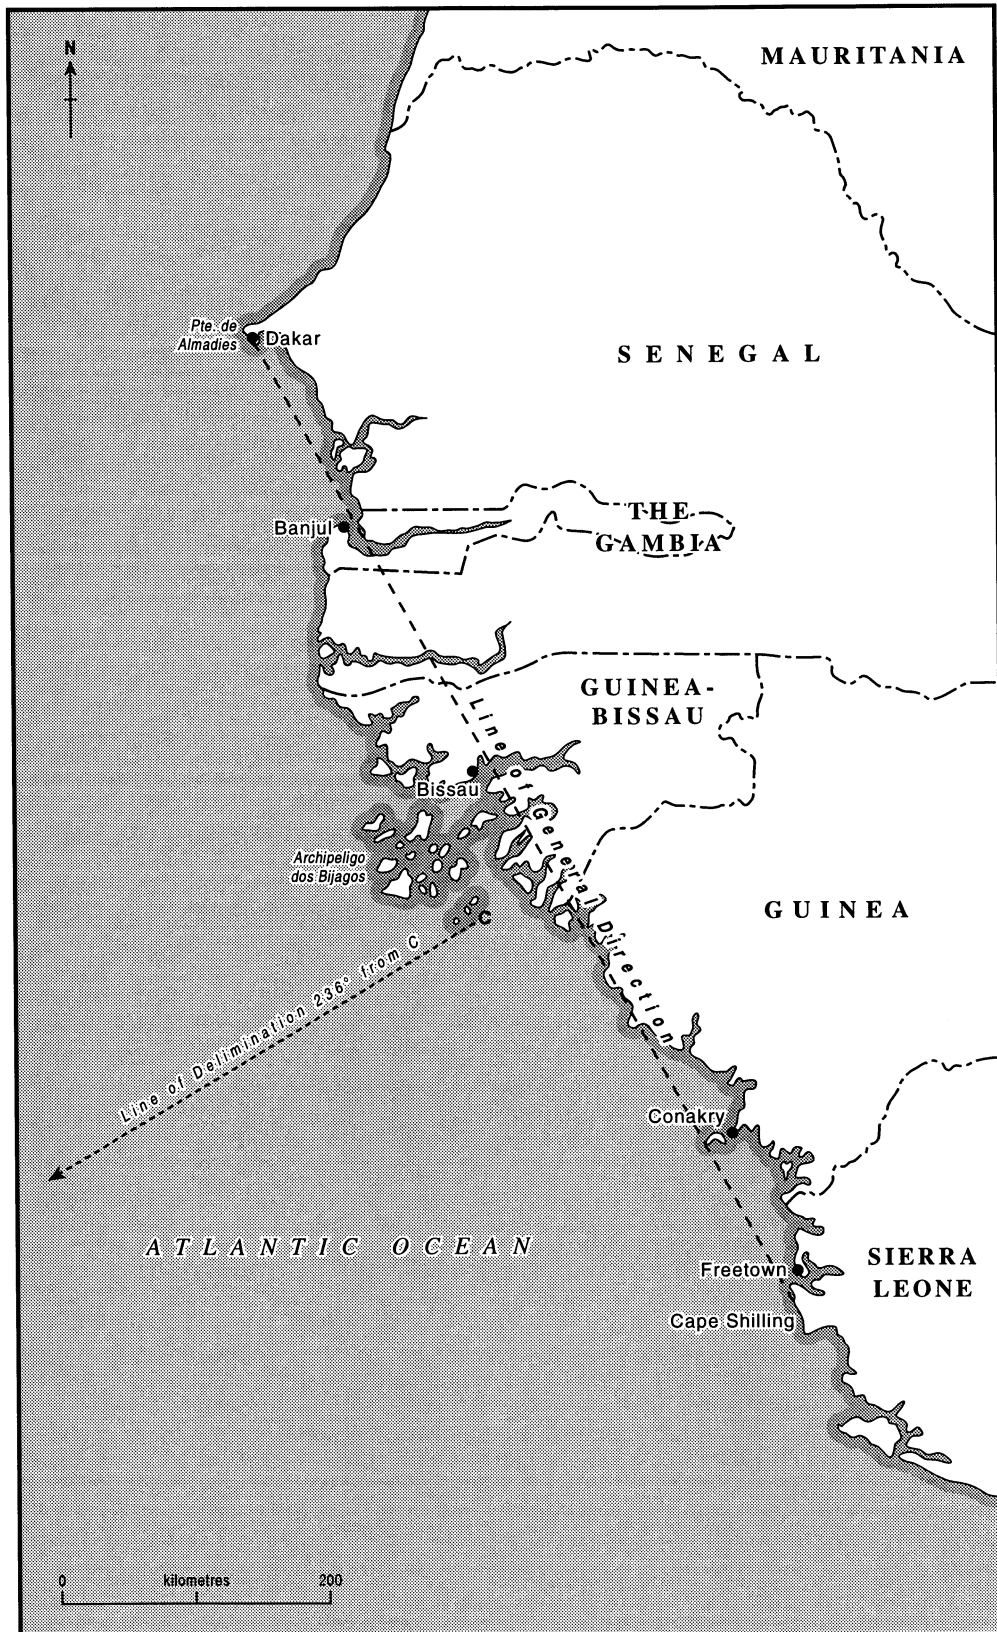 N
MAURITANIA
Pte. de
Almadies
Dakar
SENEGAL
Banjul
THE
GAMBIA
GUINEA-
BISSAU
Line of General Direction
Bissau
Archipeligo
dos Bijagos
C
GUINEA
Line of Delimination 236° from C
Conakry
ATLANTIC OCEAN
Freetown
SIERRA
LEONE
Cape Shilling
0 kilometres 200